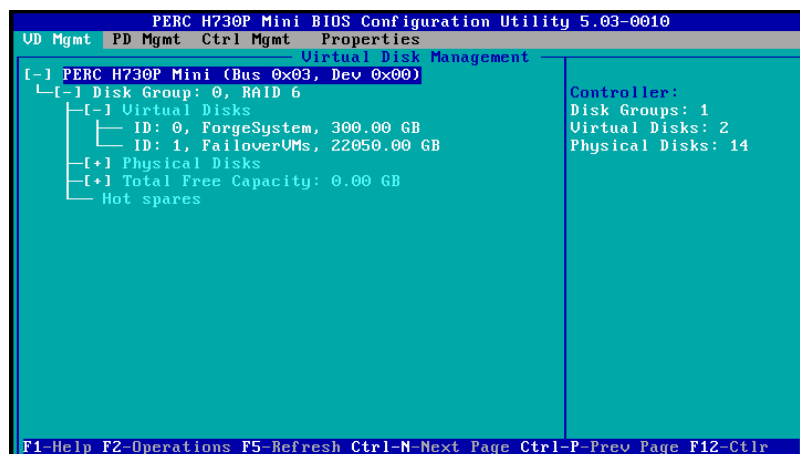 PERC H730P Mini BIOS Configuration Utility 5.03-0010
VD Mgmt PD Mgmt Ctrl Mgmt Properties
Virtual Disk Management
[-] PERC H730P Mini (Bus 0x03, Dev 0x00)
[-] Disk Group: 0, RAID 6
[-] Virtual Disks
ID: 0, ForgeSystem, 300.00 GB
ID: 1, FailoverVMs, 22050.00 GB
[+] Physical Disks
[+] Total Free Capacity: 0.00 GB
Hot spares
Controller:
Disk Groups: 1
Virtual Disks: 2
Physical Disks: 14
F1-Help F2-Operations F5-Refresh Ctrl-N-Next Page Ctrl-P-Prev Page F12-Ctlr